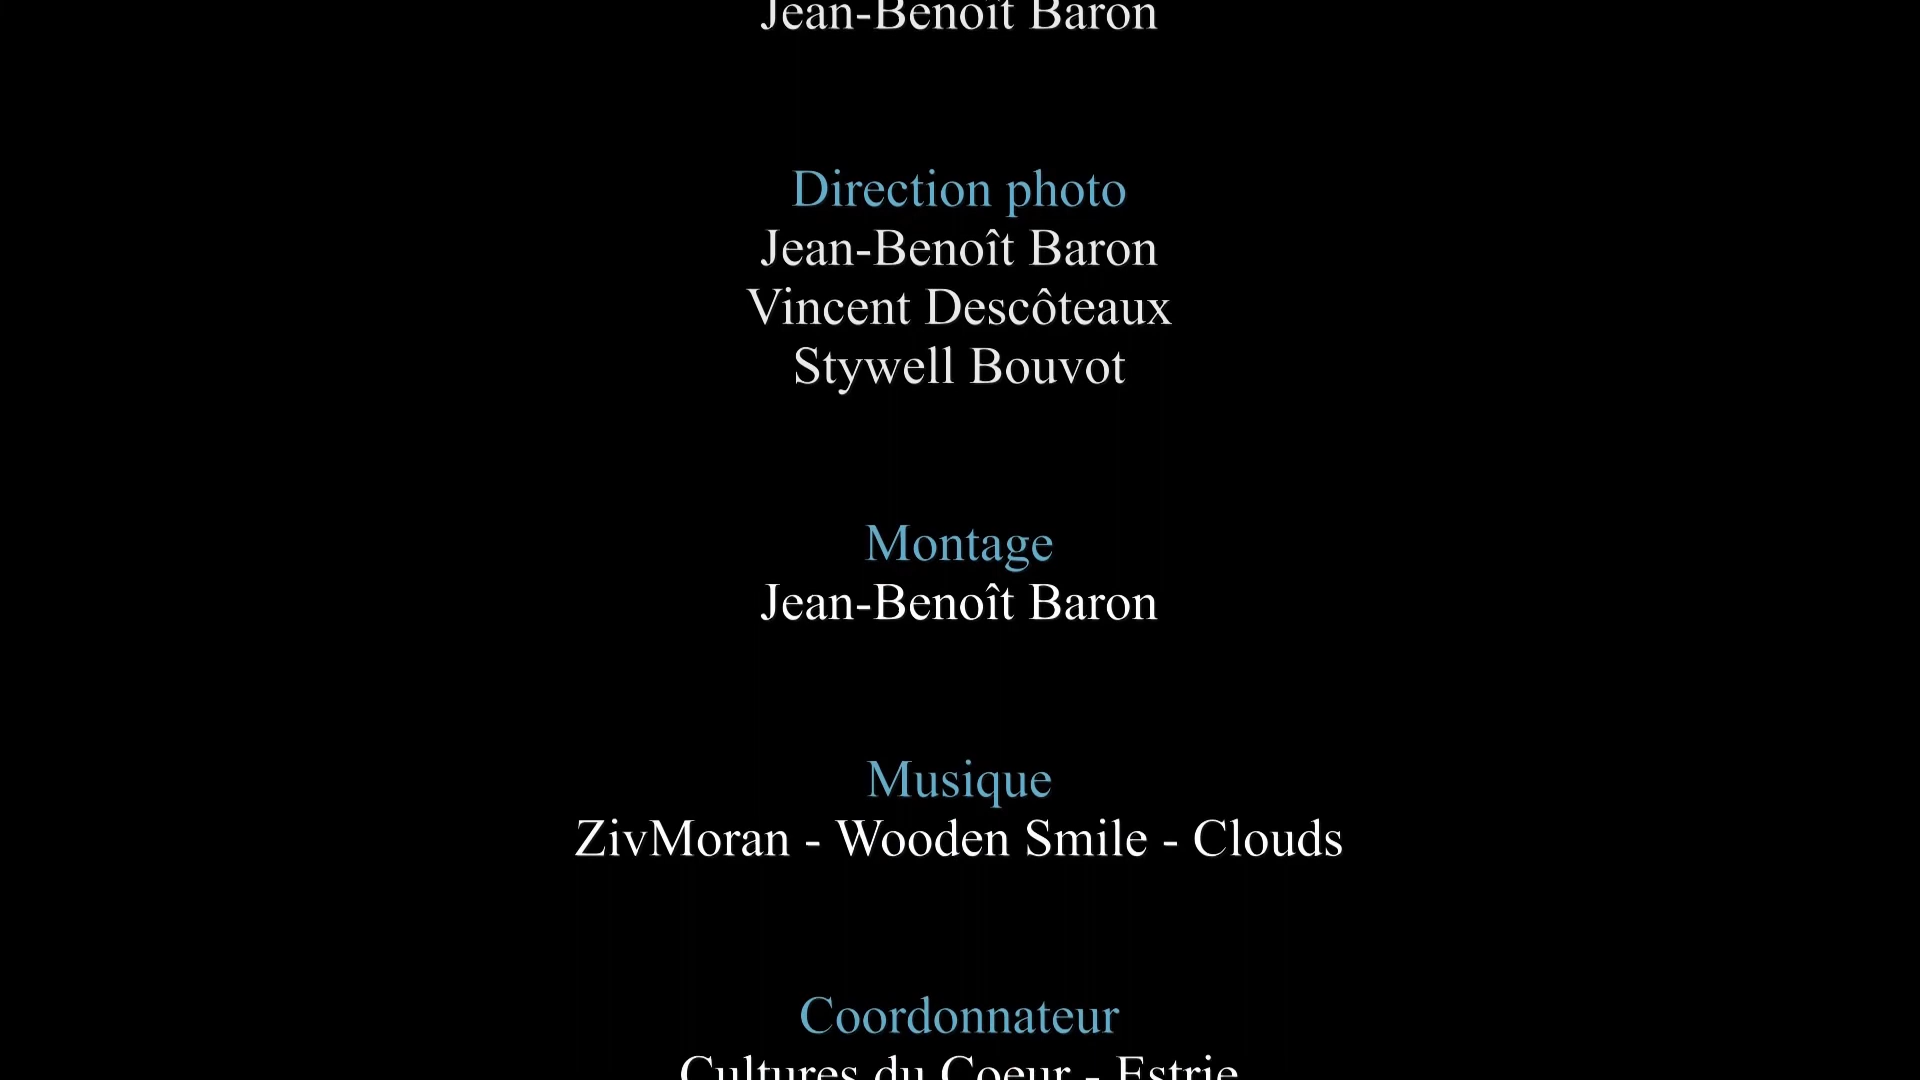 Jean-Benoît Baron
Direction photo
Jean-Benoît Baron
Vincent Descôteaux
Stywell Bouvot
Montage
Jean-Benoît Baron
Musique
ZivMoran - Wooden Smile - Clouds
Coordonnateur
Cultures du Coeur - Estrie